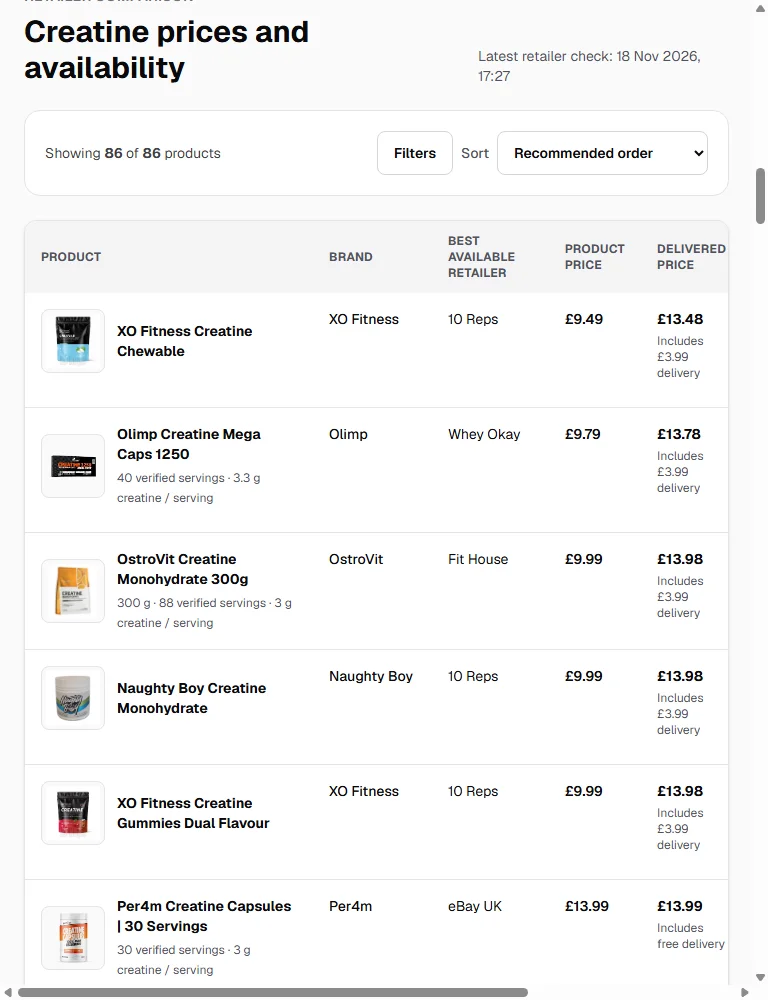 Creatine prices and
availability
Latest retailer check: 18 Nov 2026,
17:27
Showing 86 of 86 products
Filters
Sort
Recommended order
PRODUCT
BRAND
BEST
AVAILABLE
RETAILER
PRODUCT
PRICE
DELIVERED
PRICE
XO Fitness Creatine
Chewable
XO Fitness
10 Reps
£9.49
£13.48
Includes
£3.99
delivery
Olimp Creatine Mega
Caps 1250
40 verified servings · 3.3 g
creatine / serving
Olimp
Whey Okay
£9.79
£13.78
Includes
£3.99
delivery
OstroVit Creatine
Monohydrate 300g
300 g · 88 verified servings · 3 g
creatine / serving
OstroVit
Fit House
£9.99
£13.98
Includes
£3.99
delivery
Naughty Boy Creatine
Monohydrate
Naughty Boy
10 Reps
£9.99
£13.98
Includes
£3.99
delivery
XO Fitness Creatine
Gummies Dual Flavour
XO Fitness
10 Reps
£9.99
£13.98
Includes
£3.99
delivery
Per4m Creatine Capsules
| 30 Servings
30 verified servings · 3 g
creatine / serving
Per4m
eBay UK
£13.99
£13.99
Includes
free delivery